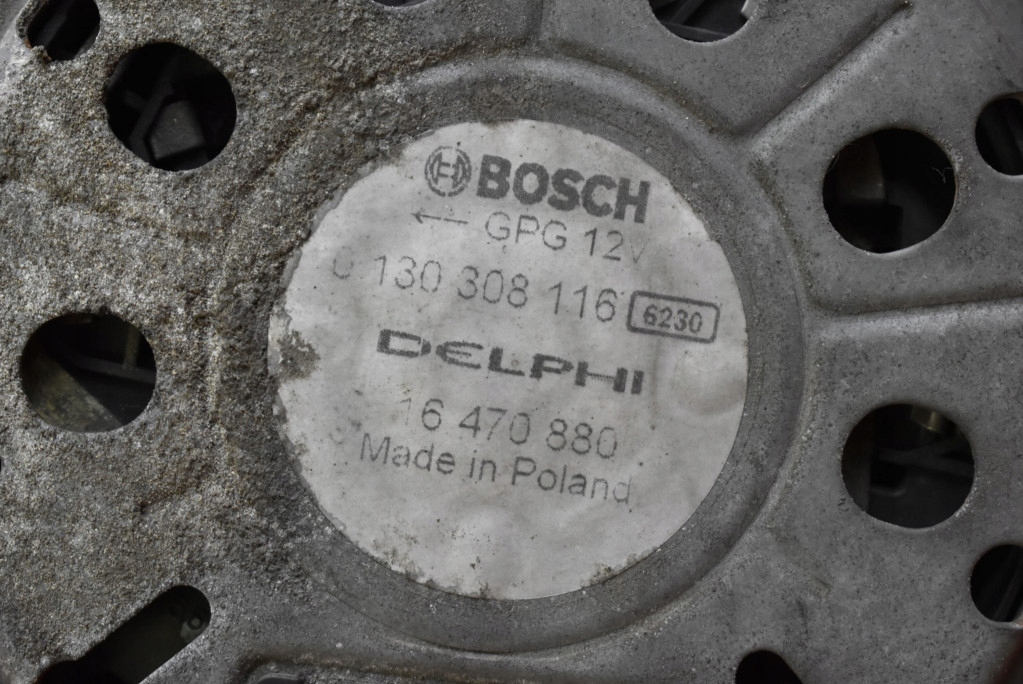 BOSCH
← GPG 12V
0 130 308 116 6230
DELPHI
16 470 880
Made in Poland